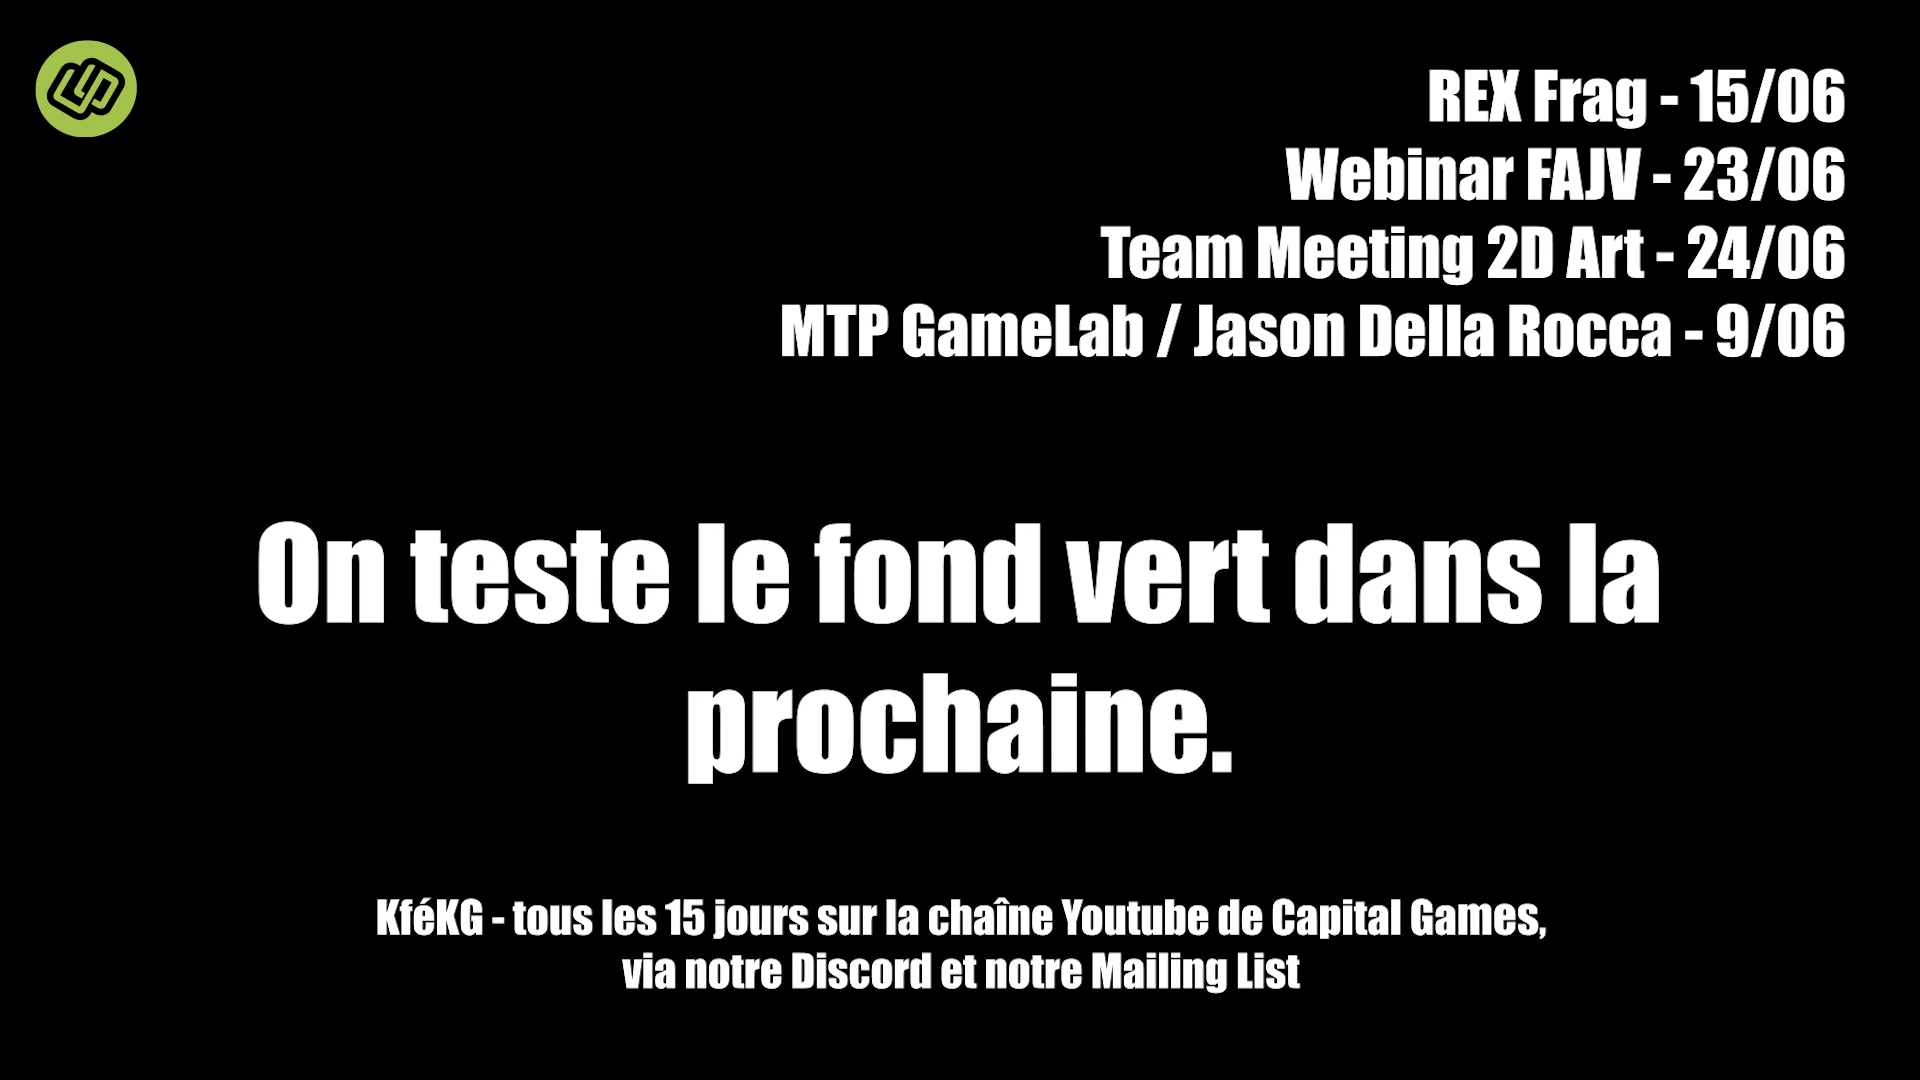 REX Frag - 15/06
Webinar FAJV - 23/06
Team Meeting 2D Art - 24/06
MTP GameLab / Jason Della Rocca - 9/06
On teste le fond vert dans la
prochaine.
KféKG - tous les 15 jours sur la chaîne Youtube de Capital Games,
via notre Discord et notre Mailing List